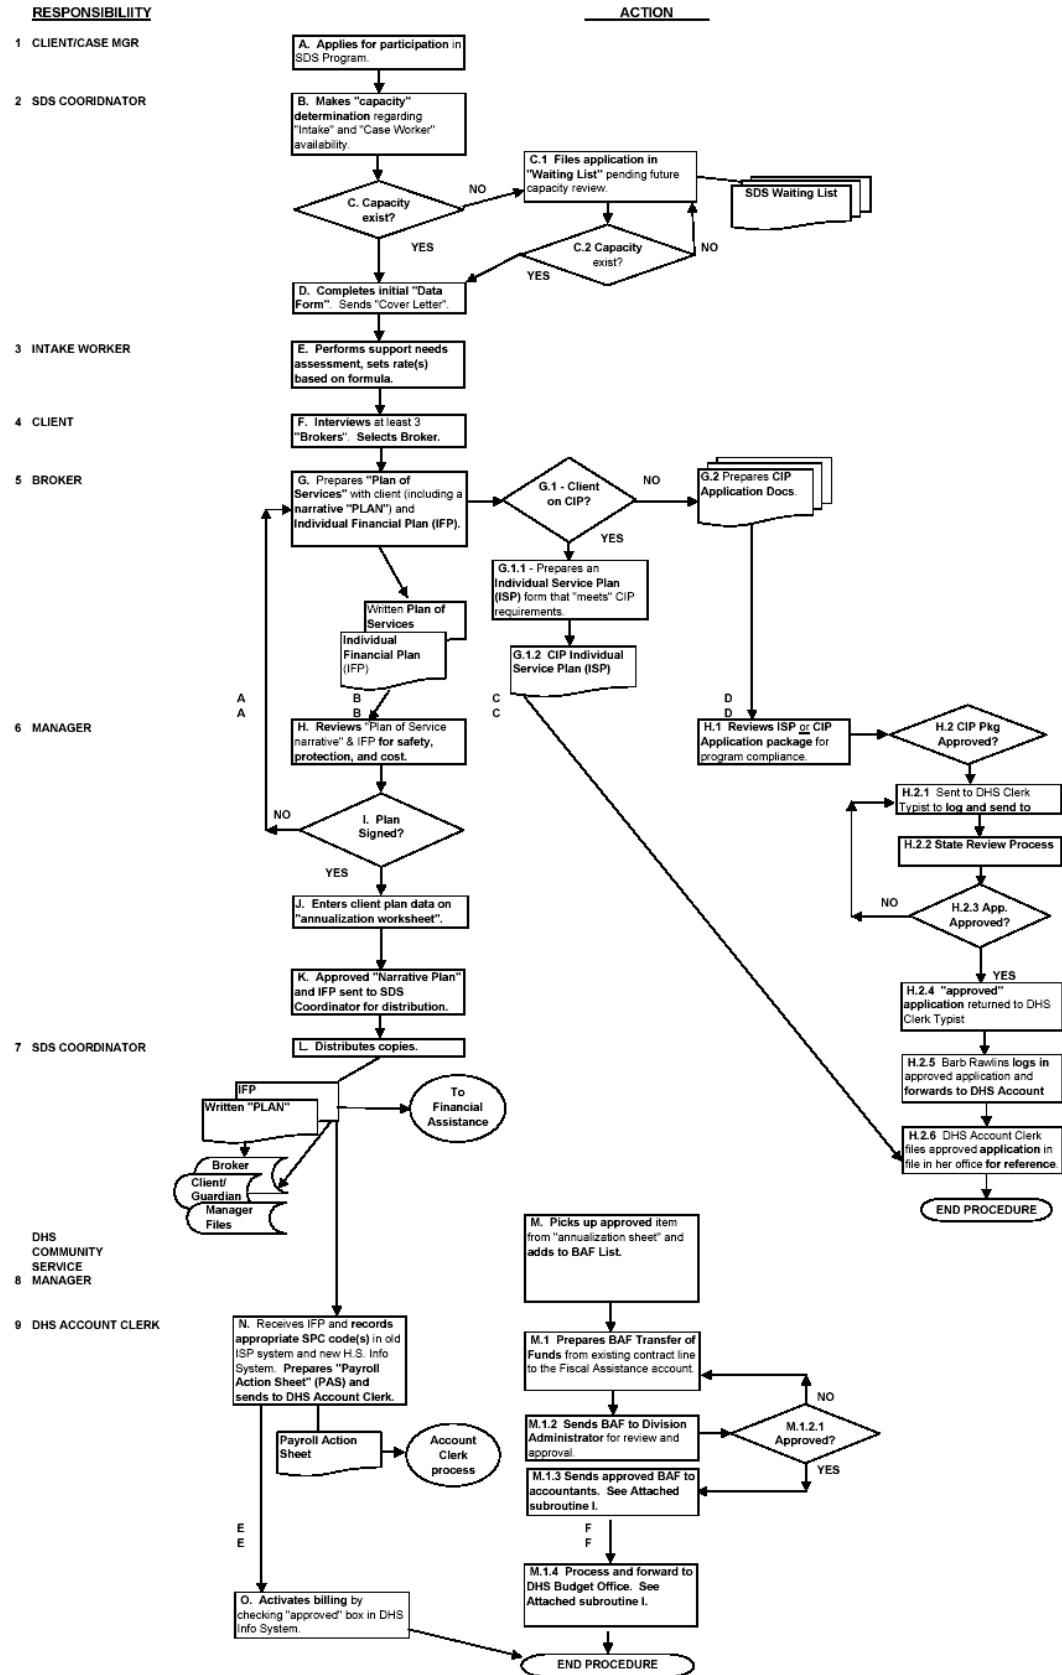 RESPONSIBILIITY
ACTION
1 CLIENT/CASE MGR
A. Applies for participation in
SDS Program.
2 SDS COORIDNATOR
B. Makes "capacity"
determination regarding
"Intake" and "Case Worker"
availability.
C.1 Files application in
"Waiting List" pending future
capacity review.
SDS Waiting List
NO
C. Capacity
exist?
YES
C.2 Capacity
exist?
NO
YES
D. Completes initial "Data
Form". Sends "Cover Letter".
3 INTAKE WORKER
E. Performs support needs
assessment, sets rate(s)
based on formula.
4 CLIENT
F. Interviews at least 3
"Brokers". Selects Broker.
5 BROKER
G. Prepares "Plan of
Services" with client (including a
narrative "PLAN") and
Individual Financial Plan (IFP).
G.1 - Client
on CIP?
NO
YES
G.2 Prepares CIP
Application Docs.
G.1.1 - Prepares an
Individual Service Plan
(ISP) form that "meets" CIP
requirements.
Written Plan of
Services
Individual
Financial Plan
(IFP)
G.1.2 CIP Individual
Service Plan (ISP)
A
A
B
B
C
C
D
D
6 MANAGER
H. Reviews "Plan of Service
narrative" & IFP for safety,
protection, and cost.
H.1 Reviews ISP or CIP
Application package for
program compliance.
H.2 CIP Pkg
Approved?
H.2.1 Sent to DHS Clerk
Typist to log and send to
NO
I. Plan
Signed?
YES
H.2.2 State Review Process
NO
H.2.3 App.
Approved?
YES
J. Enters client plan data on
"annualization worksheet".
K. Approved "Narrative Plan"
and IFP sent to SDS
Coordinator for distribution.
H.2.4 "approved"
application returned to DHS
Clerk Typist
7 SDS COORDINATOR
L. Distributes copies.
H.2.5 Barb Rawlins logs in
approved application and
forwards to DHS Account
IFP
Written "PLAN"
To
Financial
Assistance
H.2.6 DHS Account Clerk
files approved application in
file in her office for reference.
Broker
Client/
Guardian
Manager
Files
END PROCEDURE
DHS
COMMUNITY
SERVICE
8 MANAGER
M. Picks up approved item
from "annualization sheet" and
adds to BAF List.
9 DHS ACCOUNT CLERK
N. Receives IFP and records
appropriate SPC code(s) in old
ISP system and new H.S. Info
System. Prepares "Payroll
Action Sheet" (PAS) and
sends to DHS Account Clerk.
M.1 Prepares BAF Transfer of
Funds from existing contract line
to the Fiscal Assistance account.
NO
M.1.2 Sends BAF to Division
Administrator for review and
approval.
M.1.2.1
Approved?
YES
Payroll Action
Sheet
Account
Clerk
process
M.1.3 Sends approved BAF to
accountants. See Attached
subroutine I.
E
E
F
F
M.1.4 Process and forward to
DHS Budget Office. See
Attached subroutine I.
O. Activates billing by
checking "approved" box in DHS
Info System.
END PROCEDURE